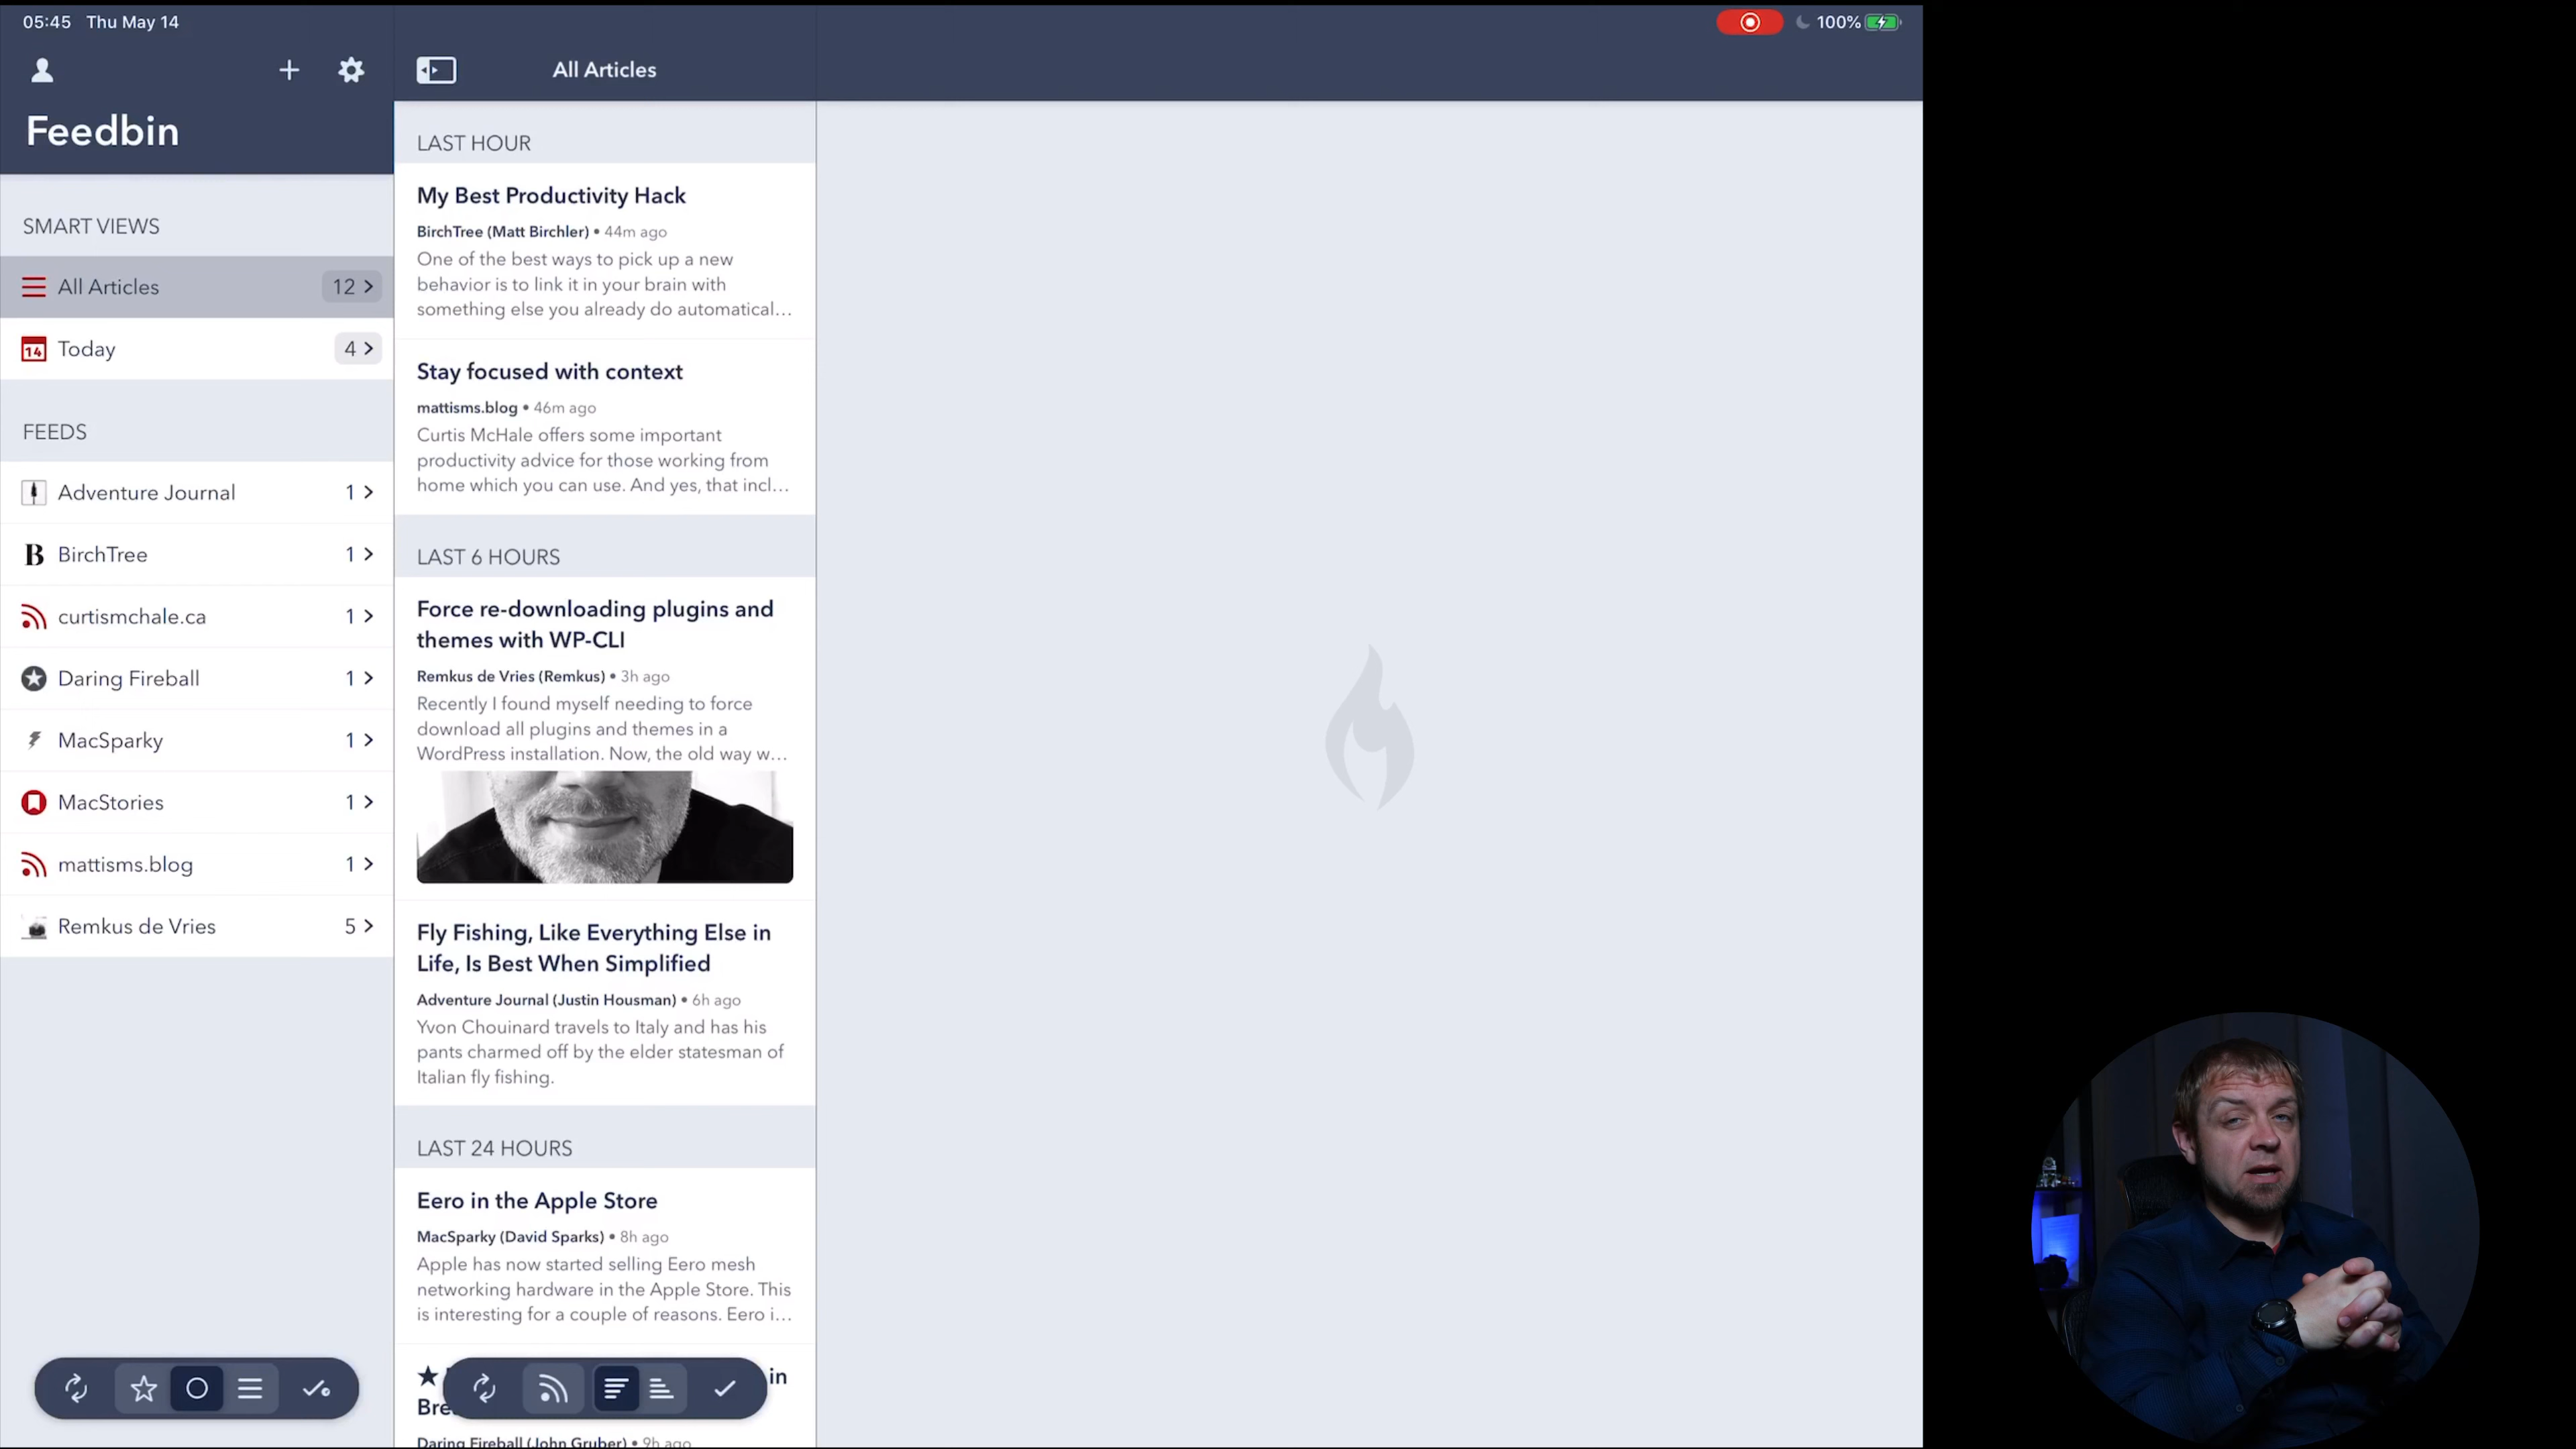 05:45 Thu May 14
100%
Feedbin
SMART VIEWS
All Articles 12
14 Today 4
FEEDS
Adventure Journal 1
B BirchTree 1
curtismchale.ca 1
Daring Fireball 1
MacSparky 1
MacStories 1
mattisms.blog 1
Remkus de Vries 5
All Articles
LAST HOUR
My Best Productivity Hack
BirchTree (Matt Birchler) • 44m ago
One of the best ways to pick up a new
behavior is to link it in your brain with
something else you already do automatical...
Stay focused with context
mattisms.blog • 46m ago
Curtis McHale offers some important
productivity advice for those working from
home which you can use. And yes, that incl...
LAST 6 HOURS
Force re-downloading plugins and
themes with WP-CLI
Remkus de Vries (Remkus) • 3h ago
Recently I found myself needing to force
download all plugins and themes in a
WordPress installation. Now, the old way w...
Fly Fishing, Like Everything Else in
Life, Is Best When Simplified
Adventure Journal (Justin Housman) • 6h ago
Yvon Chouinard travels to Italy and has his
pants charmed off by the elder statesman of
Italian fly fishing.
LAST 24 HOURS
Eero in the Apple Store
MacSparky (David Sparks) • 8h ago
Apple has now started selling Eero mesh
networking hardware in the Apple Store. This
is interesting for a couple of reasons. Eero i...
in
Daring Fireball (John Gruber) • 9h ago